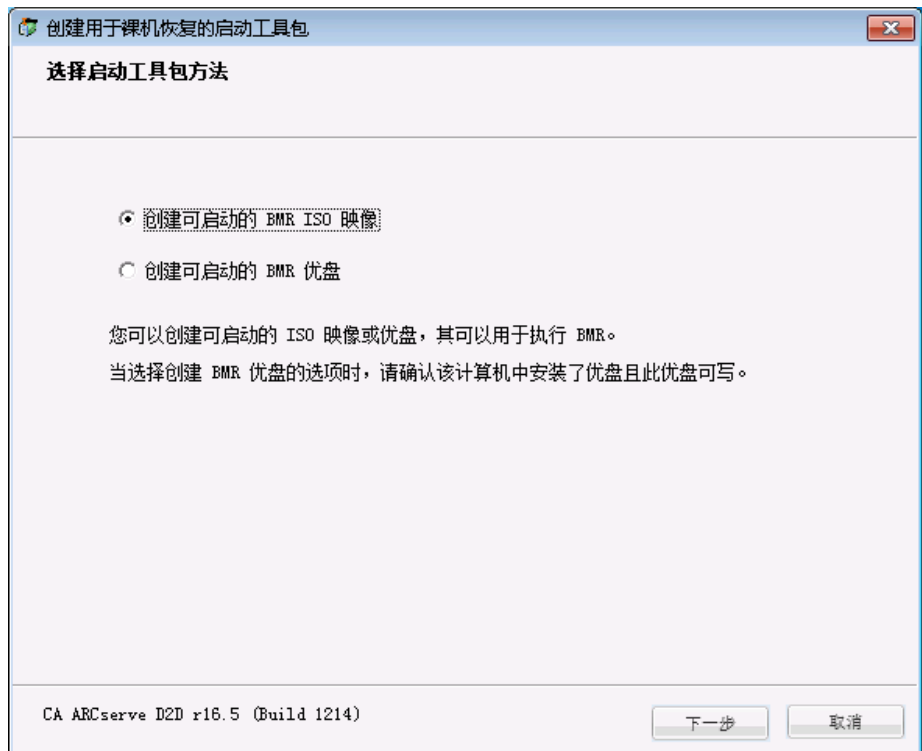 创建用于裸机恢复的启动工具包
选择启动工具包方法
创建可启动的 BMR ISO 映像
创建可启动的 BMR 优盘
您可以创建可启动的 ISO 映像或优盘，其可以用于执行 BMR。
当选择创建 BMR 优盘的选项时，请确认该计算机中安装了优盘且此优盘可写。
CA ARCserve D2D r16.5 (Build 1214)
下一步 取消